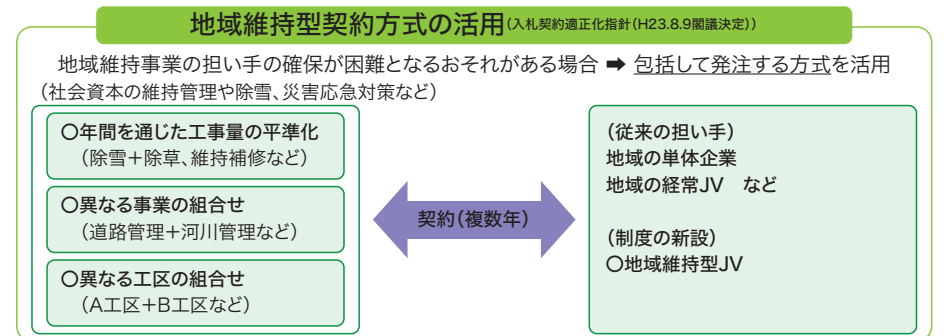 地域維持型契約方式の活用(入札契約適正化指針(H23.8.9閣議決定))
地域維持事業の担い手の確保が困難となるおそれがある場合 ➡ 包括して発注する方式を活用
(社会資本の維持管理や除雪、災害応急対策など)
〇年間を通じた工事量の平準化
(除雪+除草、維持補修など)
〇異なる事業の組合せ
(道路管理+河川管理など)
〇異なる工区の組合せ
(A工区+B工区など)
契約(複数年)
(従来の担い手)
地域の単体企業
地域の経常JV など
(制度の新設)
〇地域維持型JV